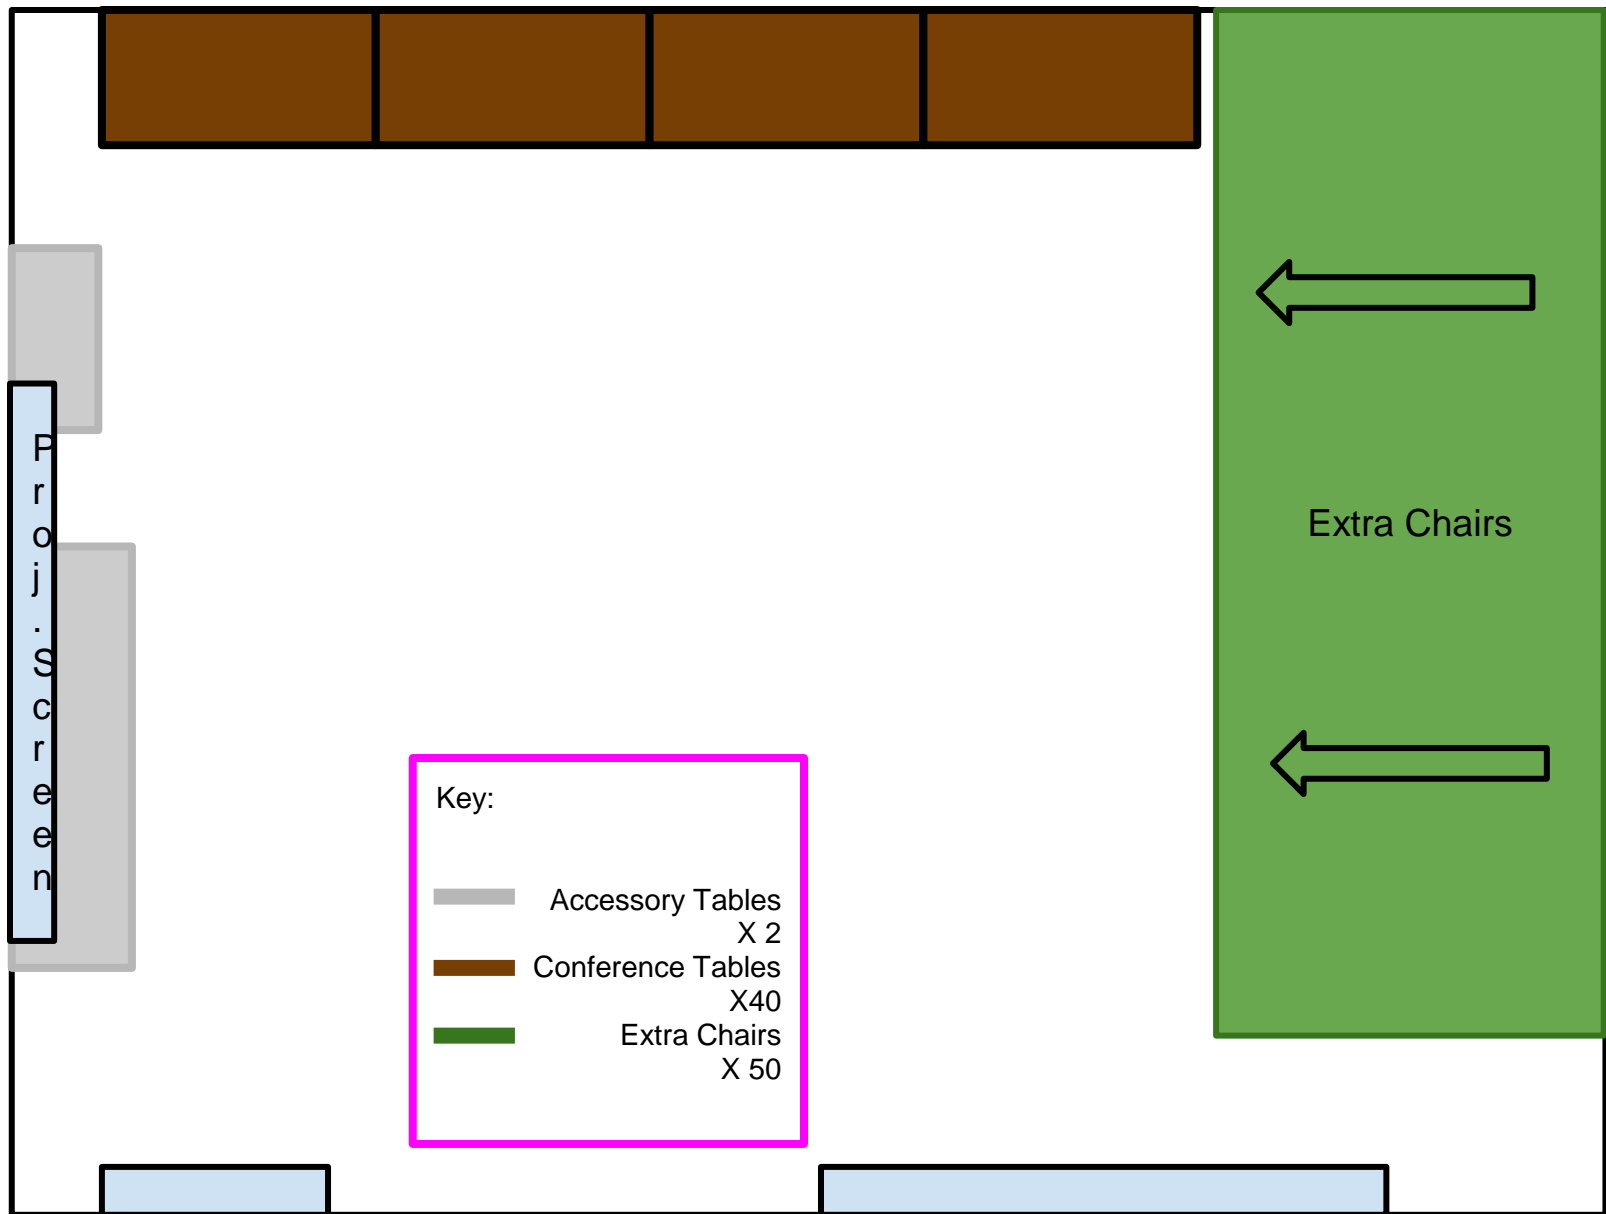 Proj.Screen
Extra Chairs
Key:
Accessory Tables
X 2
Conference Tables
X40
Extra Chairs
X 50